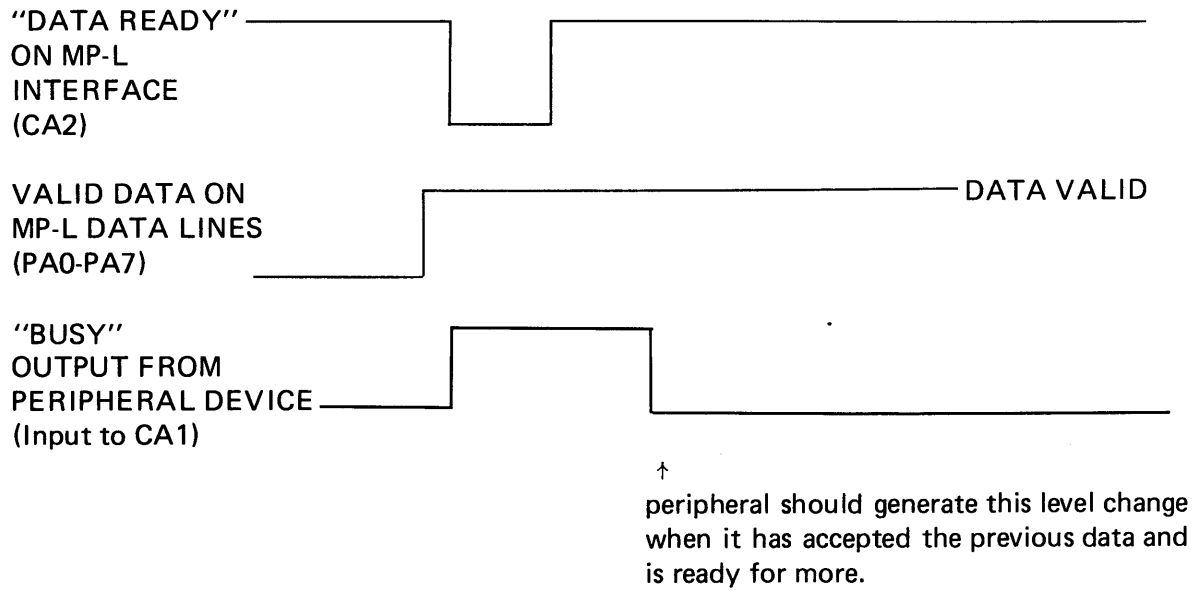 "DATA READY"
ON MP-L
INTERFACE
(CA2)
VALID DATA ON
MP-L DATA LINES
(PA0-PA7)
DATA VALID
"BUSY"
OUTPUT FROM
PERIPHERAL DEVICE
(Input to CA1)
↑
peripheral should generate this level change
when it has accepted the previous data and
is ready for more.